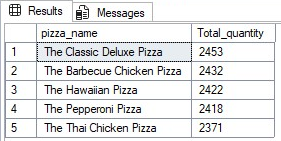 Results Messages
pizza_name Total_quantity
1 The Classic Deluxe Pizza 2453
2 The Barbecue Chicken Pizza 2432
3 The Hawaiian Pizza 2422
4 The Pepperoni Pizza 2418
5 The Thai Chicken Pizza 2371